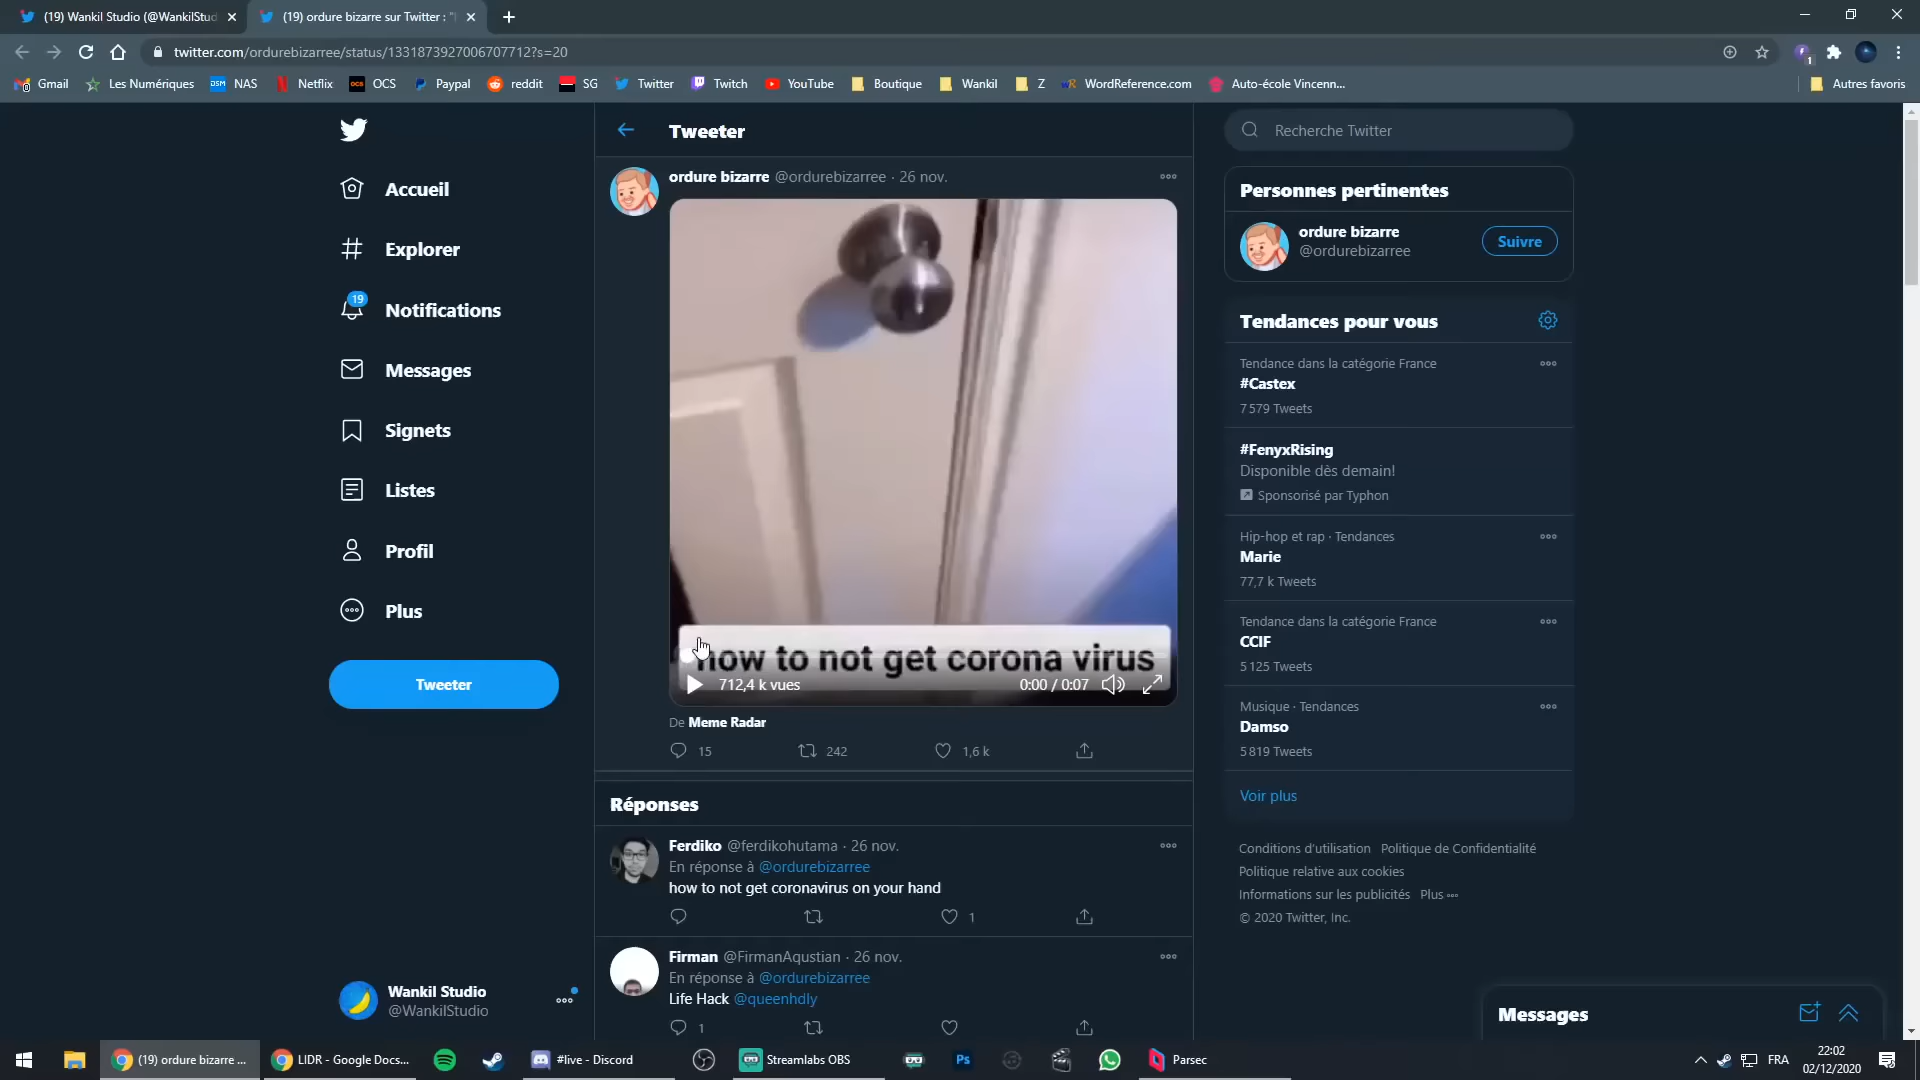 (19) Wankil Studio (@WankilStud
(19) ordure bizarre sur Twitter : "
twitter.com/ordurebizarree/status/1331873927006707712?s=20
Gmail
Les Numériques
DSM
NAS
Netflix
OCS
OCS
Paypal
reddit
SG
Twitter
Twitch
YouTube
Boutique
Wankil
Z
WR
WordReference.com
Auto-école Vincenn...
Autres favoris
1
Accueil
Explorer
19
Notifications
Messages
Signets
Listes
Profil
Plus
Tweeter
Wankil Studio
@WankilStudio
Tweeter
ordure bizarre @ordurebizarree · 26 nov.
how to not get corona virus
712,4 k vues
0:00 / 0:07
De Meme Radar
15
242
1,6 k
Réponses
Ferdiko @ferdikohutama · 26 nov.
En réponse à @ordurebizarree
how to not get coronavirus on your hand
1
Firman @FirmanAqustian · 26 nov.
En réponse à @ordurebizarree
Life Hack @queenhdly
1
Recherche Twitter
Personnes pertinentes
ordure bizarre
@ordurebizarree
Suivre
Tendances pour vous
Tendance dans la catégorie France
#Castex
7 579 Tweets
#FenyxRising
Disponible dès demain!
Sponsorisé par Typhon
Hip-hop et rap · Tendances
Marie
77,7 k Tweets
Tendance dans la catégorie France
CCIF
5 125 Tweets
Musique · Tendances
Damso
5 819 Tweets
Voir plus
Conditions d'utilisation Politique de Confidentialité
Politique relative aux cookies
Informations sur les publicités Plus
© 2020 Twitter, Inc.
Messages
(19) ordure bizarre ...
LIDR - Google Docs...
#live - Discord
Streamlabs OBS
Ps
Parsec
FRA
22:02
02/12/2020